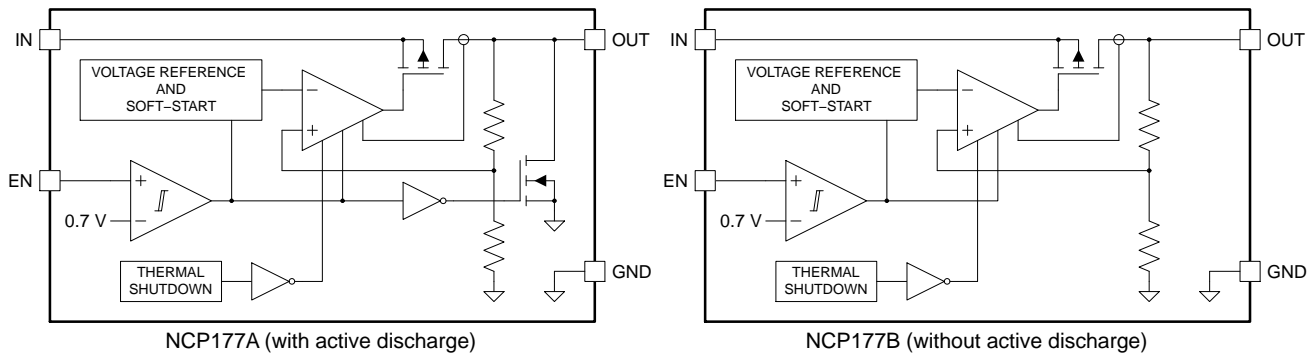 IN
OUT
VOLTAGE REFERENCE
AND
SOFT−START
−
+
EN
+
0.7 V
−
THERMAL
SHUTDOWN
GND
NCP177A (with active discharge)
IN
OUT
VOLTAGE REFERENCE
AND
SOFT−START
−
+
EN
+
0.7 V
−
THERMAL
SHUTDOWN
GND
NCP177B (without active discharge)